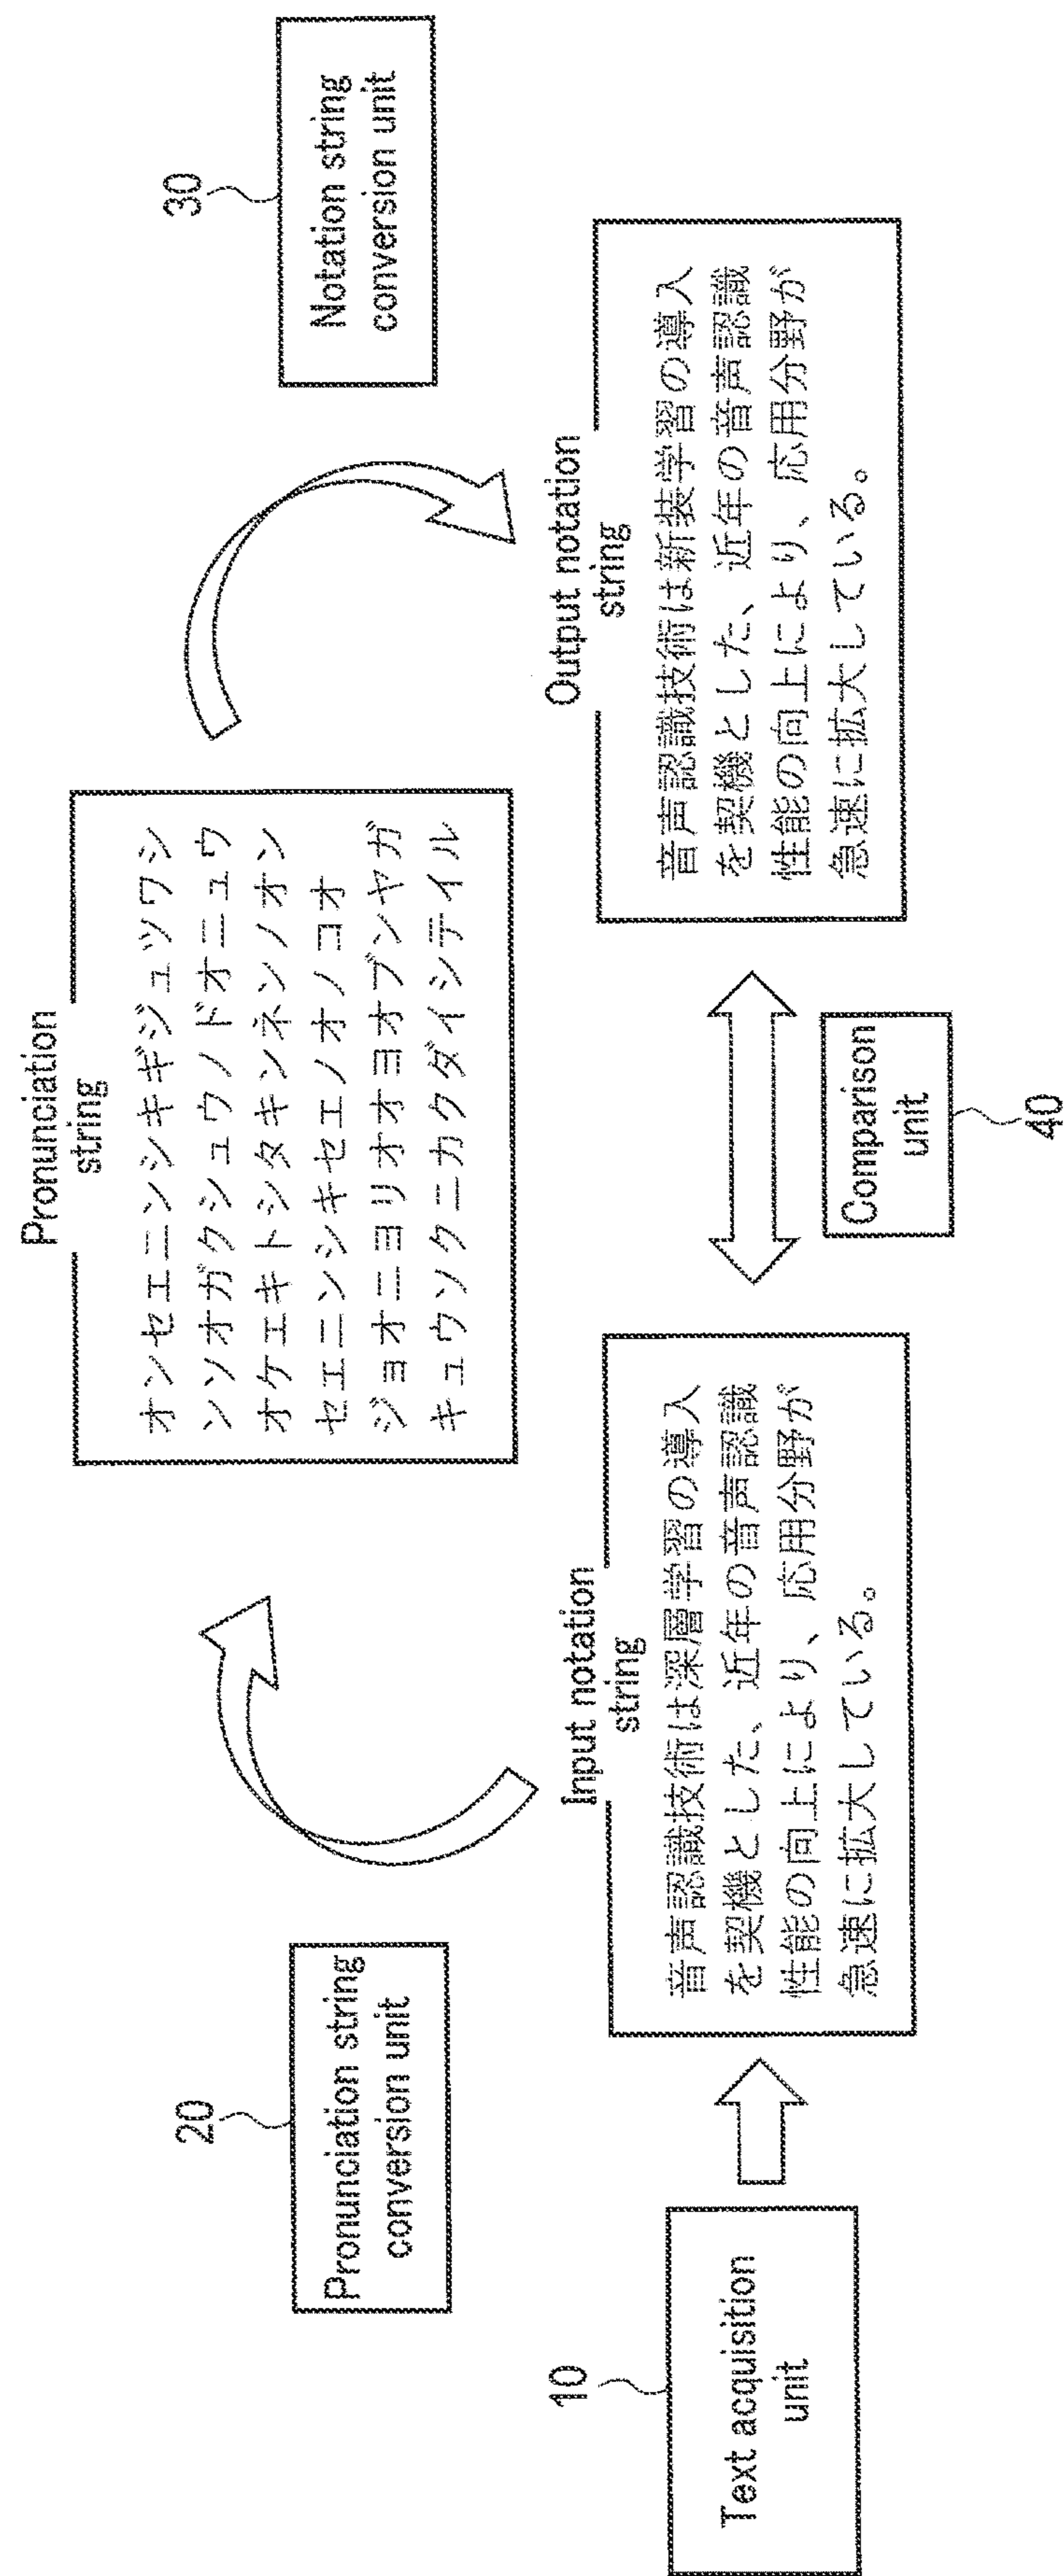 Pronunciation
string
オンセエニンシキギジュツワシ
ンソオガクシュウノドオニュウ
オケエキトシタキンネンノオン
セエニンシキセエノオノコオ
ジョオニヨリオオヨオブンヤガ
キュウソクニカクダイシテイル
20
Pronunciation string
conversion unit
30
Notation string
conversion unit
10
Text acquisition
unit
Input notation
string
音声認識技術は深層学習の導入
を契機とした、近年の音声認識
性能の向上により、応用分野が
急速に拡大している。
Comparison
unit
40
Output notation
string
音声認識技術は新装学習の導入
を契機とした、近年の音声認識
性能の向上により、応用分野が
急速に拡大している。